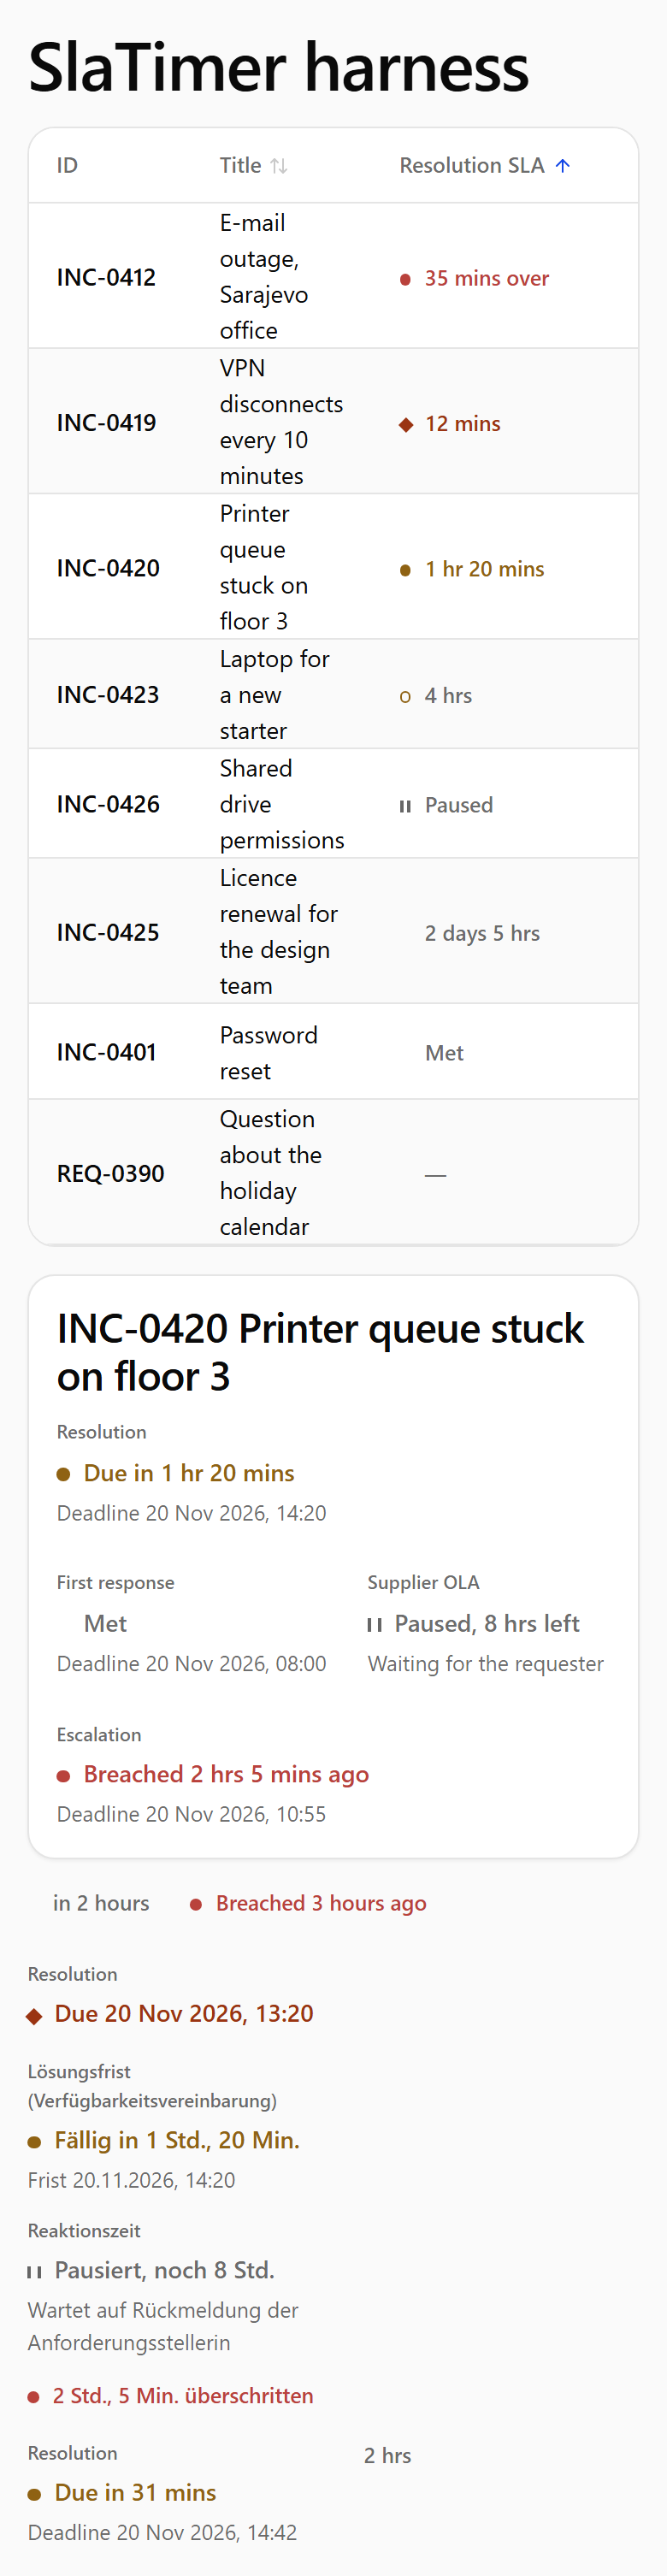 SlaTimer harness
ID Title Resolution SLA
INC-0412
E-mail
outage,
Sarajevo
office
35 mins over
INC-0419
VPN
disconnects
every 10
minutes
12 mins
INC-0420
Printer
queue
stuck on
floor 3
1 hr 20 mins
INC-0423
Laptop for
a new
starter
4 hrs
INC-0426
Shared
drive
permissions
Paused
INC-0425
Licence
renewal for
the design
team
2 days 5 hrs
INC-0401
Password
reset
Met
REQ-0390
Question
about the
holiday
calendar
—
INC-0420 Printer queue stuck
on floor 3
Resolution
Due in 1 hr 20 mins
Deadline 20 Nov 2026, 14:20
First response
Met
Deadline 20 Nov 2026, 08:00
Supplier OLA
Paused, 8 hrs left
Waiting for the requester
Escalation
Breached 2 hrs 5 mins ago
Deadline 20 Nov 2026, 10:55
in 2 hours
Breached 3 hours ago
Resolution
Due 20 Nov 2026, 13:20
Lösungsfrist
(Verfügbarkeitsvereinbarung)
Fällig in 1 Std., 20 Min.
Frist 20.11.2026, 14:20
Reaktionszeit
Pausiert, noch 8 Std.
Wartet auf Rückmeldung der
Anforderungsstellerin
2 Std., 5 Min. überschritten
Resolution
Due in 31 mins
Deadline 20 Nov 2026, 14:42
2 hrs